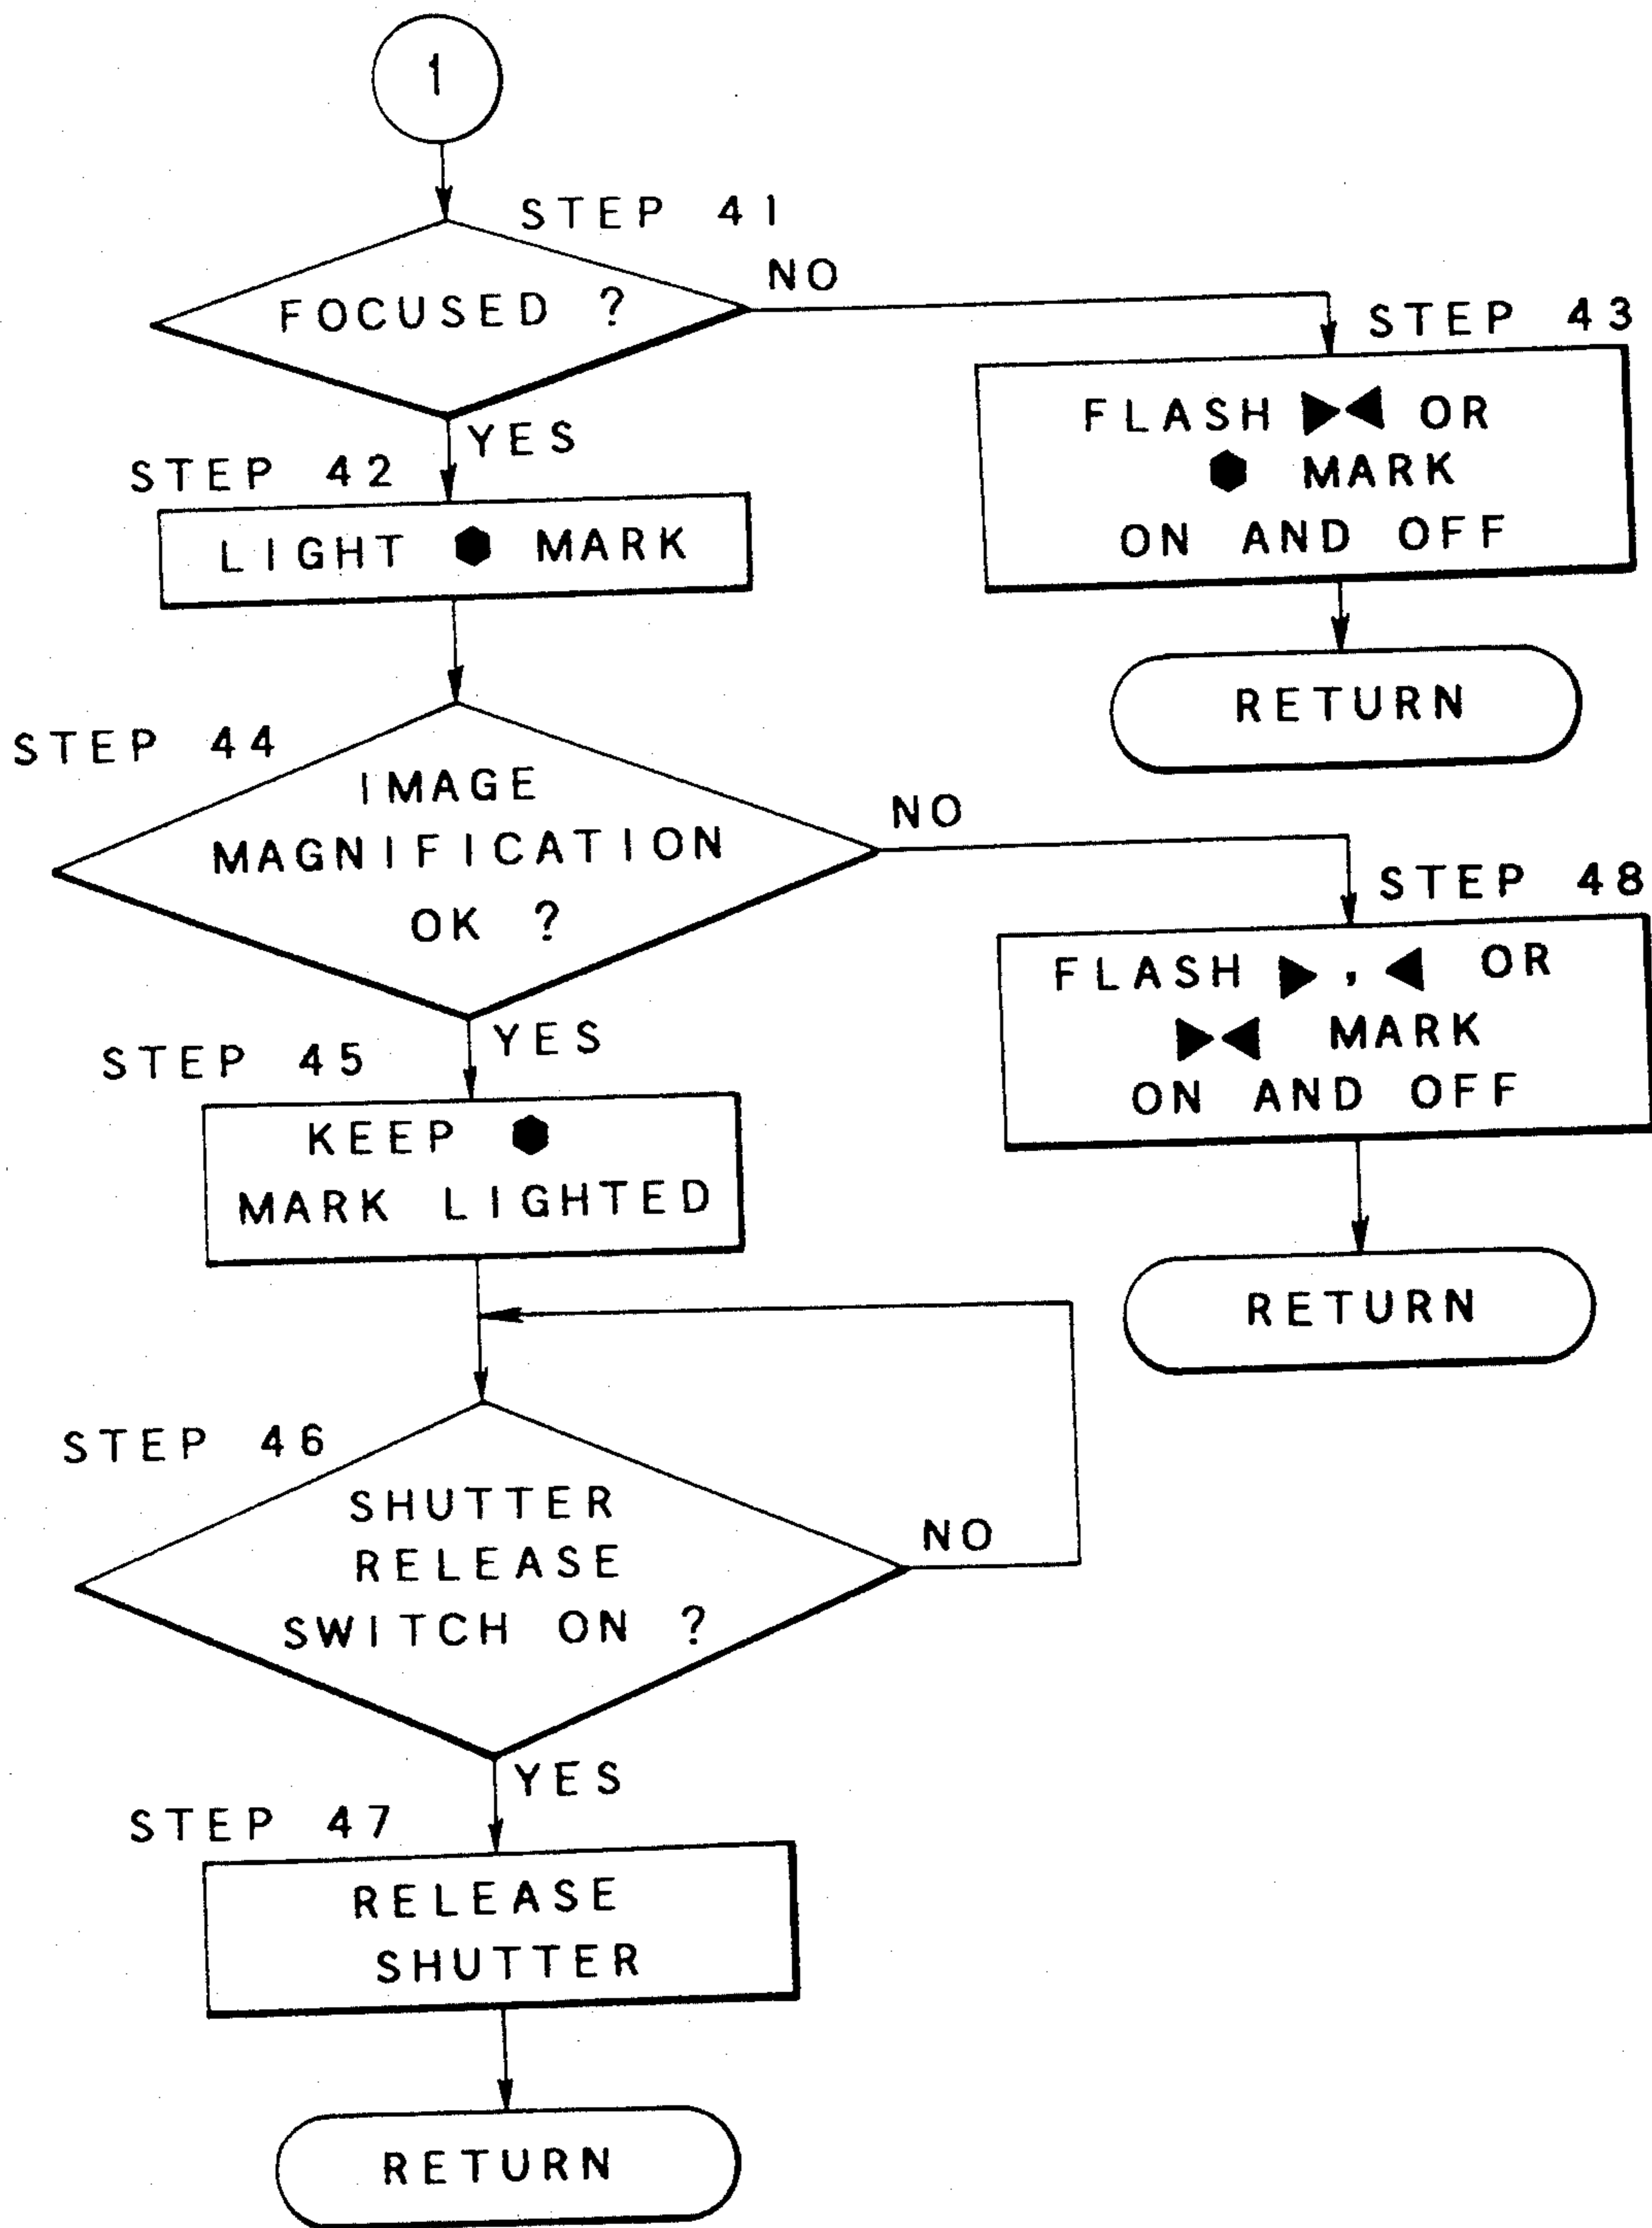 1
STEP 41
FOCUSED ?
NO
YES
STEP 43
FLASH ▶◀ OR
⬢ MARK
ON AND OFF
RETURN
STEP 42
LIGHT ⬢ MARK
STEP 44
IMAGE
MAGNIFICATION
OK ?
NO
YES
STEP 48
FLASH ▶, ◀ OR
▶◀ MARK
ON AND OFF
RETURN
STEP 45
KEEP ⬢
MARK LIGHTED
STEP 46
SHUTTER
RELEASE
SWITCH ON ?
NO
YES
STEP 47
RELEASE
SHUTTER
RETURN